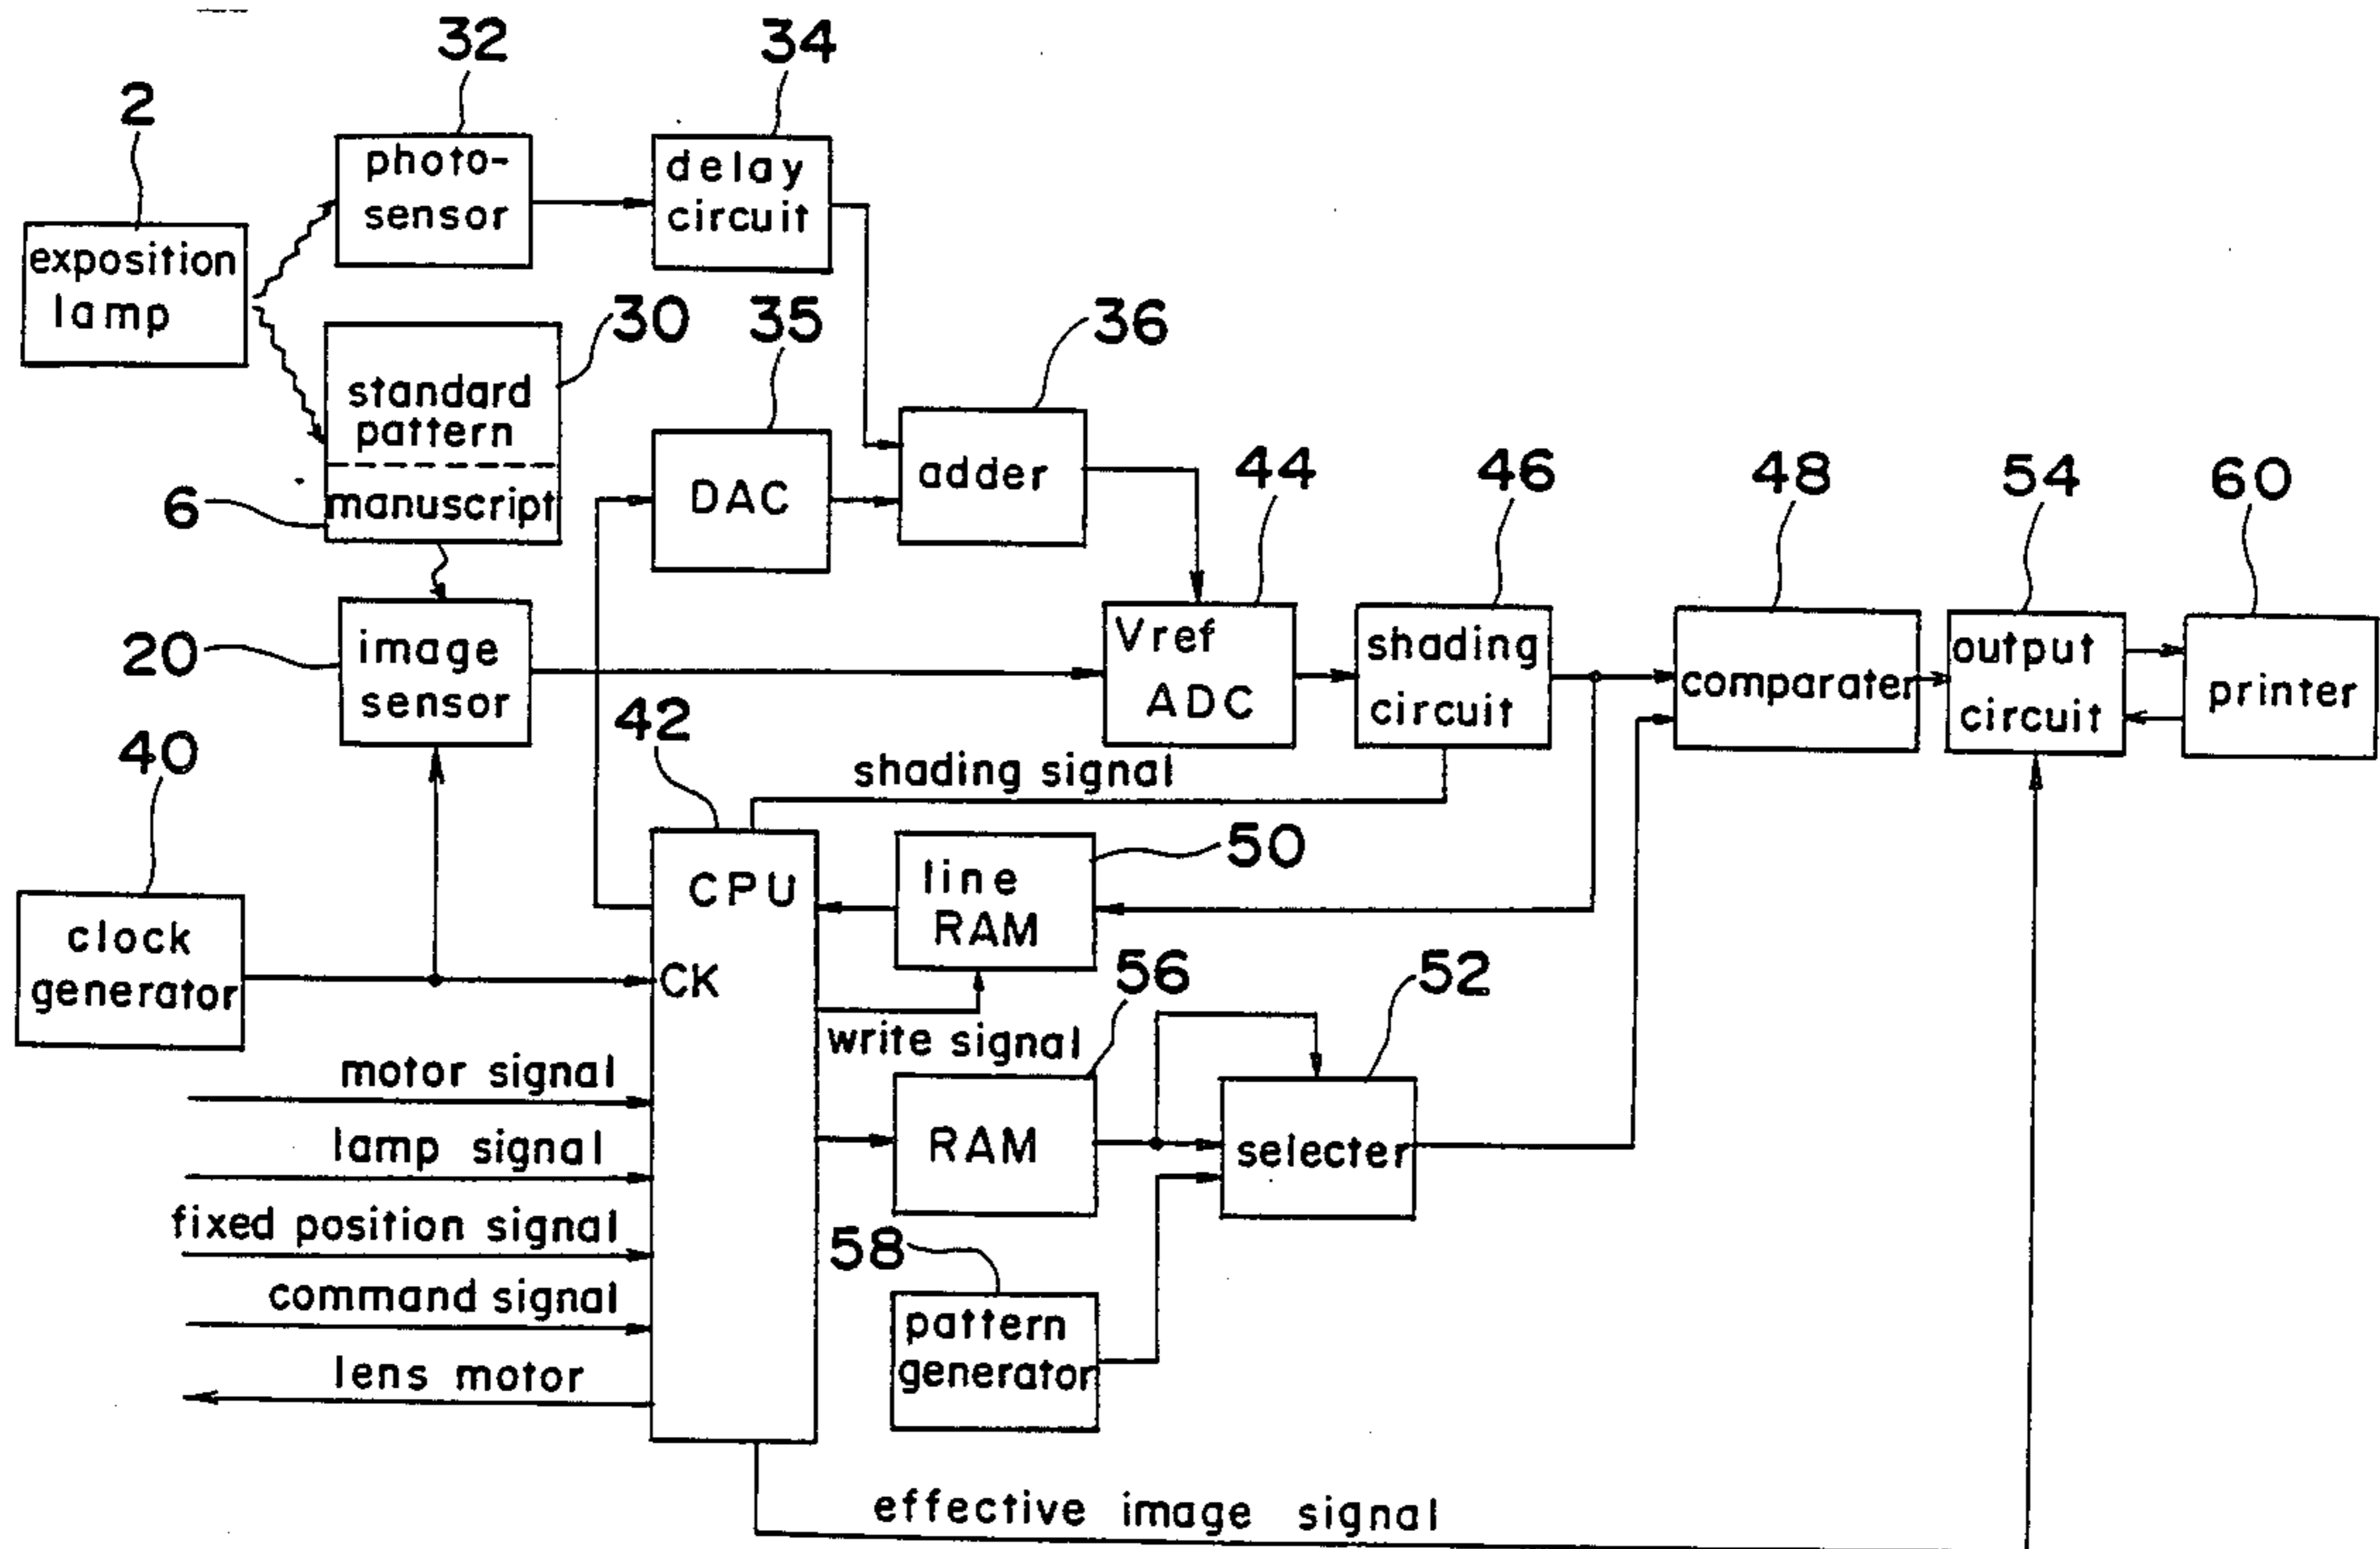 32
34
2
photo-
sensor
delay
circuit
exposition
lamp
30
35
36
standard
pattern
manuscript
6
DAC
adder
44
46
48
54
60
20
image
sensor
Vref
ADC
shading
circuit
comparater
output
circuit
printer
42
40
shading signal
50
CPU
line
RAM
clock
generator
CK
56
52
write signal
motor signal
lamp signal
RAM
selecter
fixed position signal
58
command signal
pattern
generator
lens motor
effective image signal